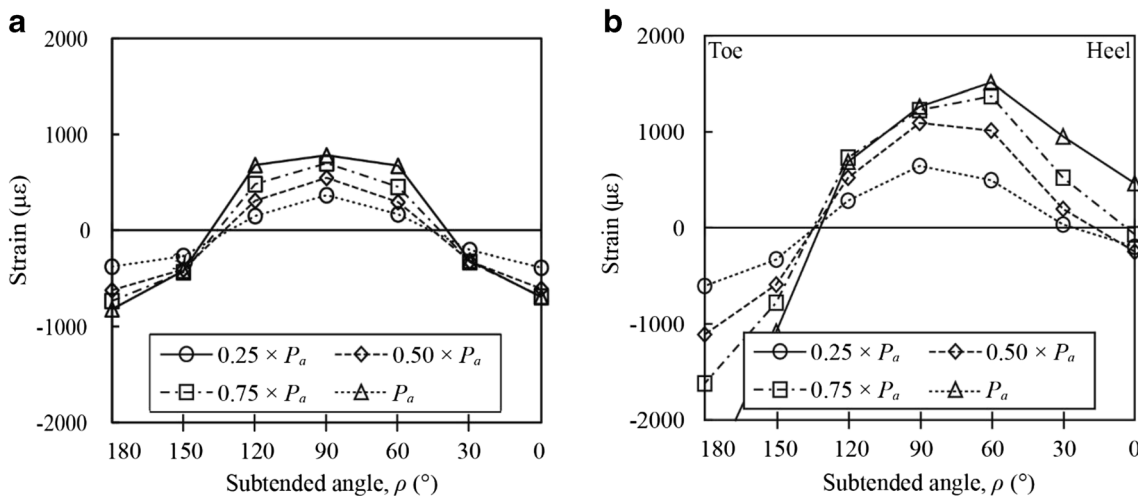 a
2000
1000
0
-1000
-2000
Strain (µε)
0.25 × Pa
0.50 × Pa
0.75 × Pa
Pa
180 150 120 90 60 30 0
Subtended angle, ρ (°)
b
2000
1000
0
-1000
-2000
Strain (µε)
Toe
Heel
0.25 × Pa
0.50 × Pa
0.75 × Pa
Pa
180 150 120 90 60 30 0
Subtended angle, ρ (°)